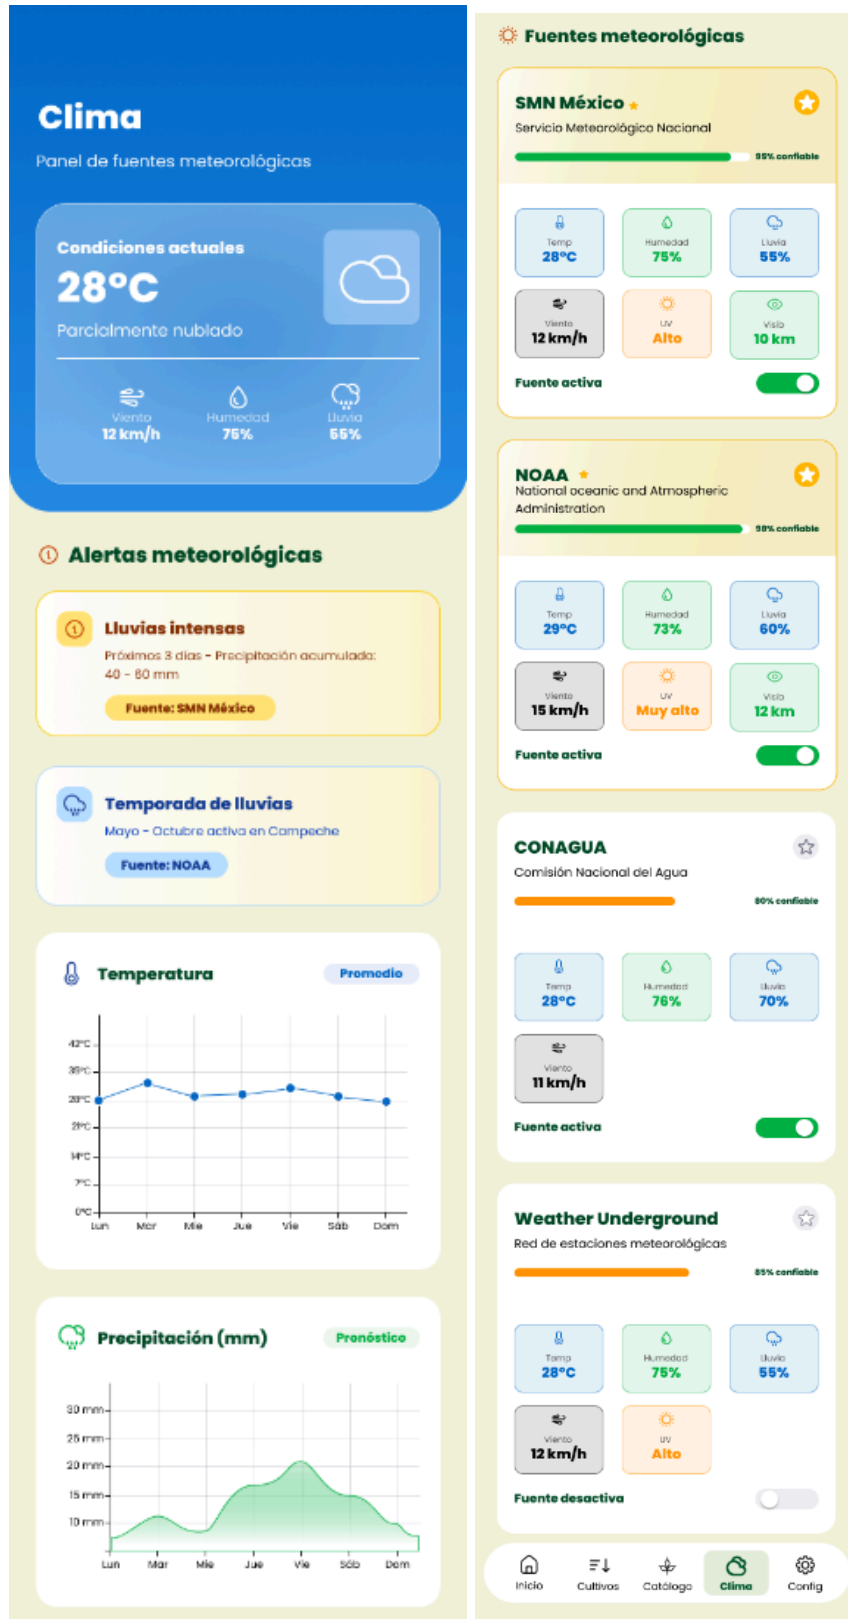 Clima
Panel de fuentes meteorológicas
Condiciones actuales
28°C
Parcialmente nublado
Viento
12 km/h
Humedad
75%
Lluvia
55%
Alertas meteorológicas
Lluvias intensas
Próximos 3 días - Precipitación acumulada:
40 - 60 mm
Fuente: SMN México
Temporada de lluvias
Mayo - Octubre activa en Campeche
Fuente: NOAA
Temperatura
Promedio
42°C
35°C
28°C
21°C
14°C
7°C
0°C
Lun Mar Mie Jue Vie Sáb Dom
Precipitación (mm)
Pronóstico
30 mm
25 mm
20 mm
15 mm
10 mm
Lun Mar Mie Jue Vie Sáb Dom
Fuentes meteorológicas
SMN México
Servicio Meteorológico Nacional
95% confiable
Temp
28°C
Humedad
75%
Lluvia
55%
Viento
12 km/h
UV
Alto
Visib
10 km
Fuente activa
NOAA
National oceanic and Atmospheric
Administration
98% confiable
Temp
29°C
Humedad
73%
Lluvia
60%
Viento
15 km/h
UV
Muy alto
Visib
12 km
Fuente activa
CONAGUA
Comisión Nacional del Agua
80% confiable
Temp
28°C
Humedad
76%
Lluvia
70%
Viento
11 km/h
Fuente activa
Weather Underground
Red de estaciones meteorológicas
85% confiable
Temp
28°C
Humedad
75%
Lluvia
55%
Viento
12 km/h
UV
Alto
Fuente desactiva
Inicio Cultivos Catálogo Clima Config